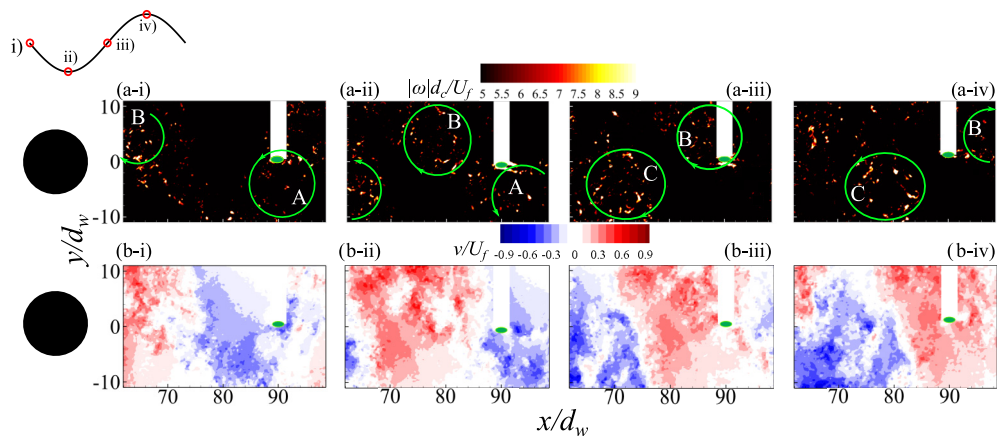 i) ii) iii) iv)
|ω|d_c/U_f
5 5.5 6 6.5 7 7.5 8 8.5 9
(a-i) (a-ii) (a-iii) (a-iv)
10
0
-10
B A
B A
B C
B C
y/d_w
v/U_f
-0.9 -0.6 -0.3 0 0.3 0.6 0.9
(b-i) (b-ii) (b-iii) (b-iv)
10
0
-10
70 80 90
70 80 90
70 80 90
70 80 90
x/d_w